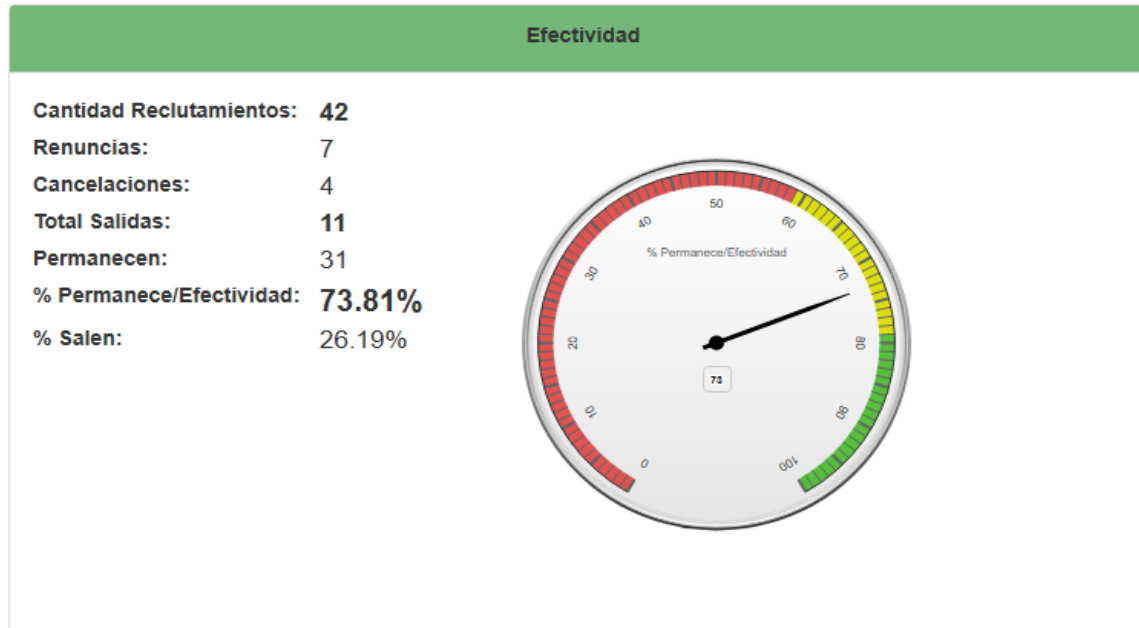 Efectividad
Cantidad Reclutamientos: 42
Renuncias: 7
Cancelaciones: 4
Total Salidas: 11
Permanecen: 31
% Permanece/Efectividad: 73.81%
% Salen: 26.19%
0
10
20
30
40
50
60
70
80
90
100
% Permanece/Efectividad
73